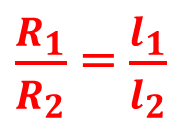 R₁/R₂ = l₁/l₂